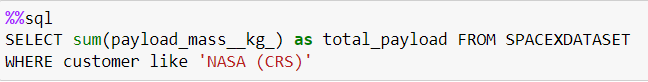 %%sql
SELECT sum(payload_mass__kg_) as total_payload FROM SPACEXDATASET
WHERE customer like 'NASA (CRS)'